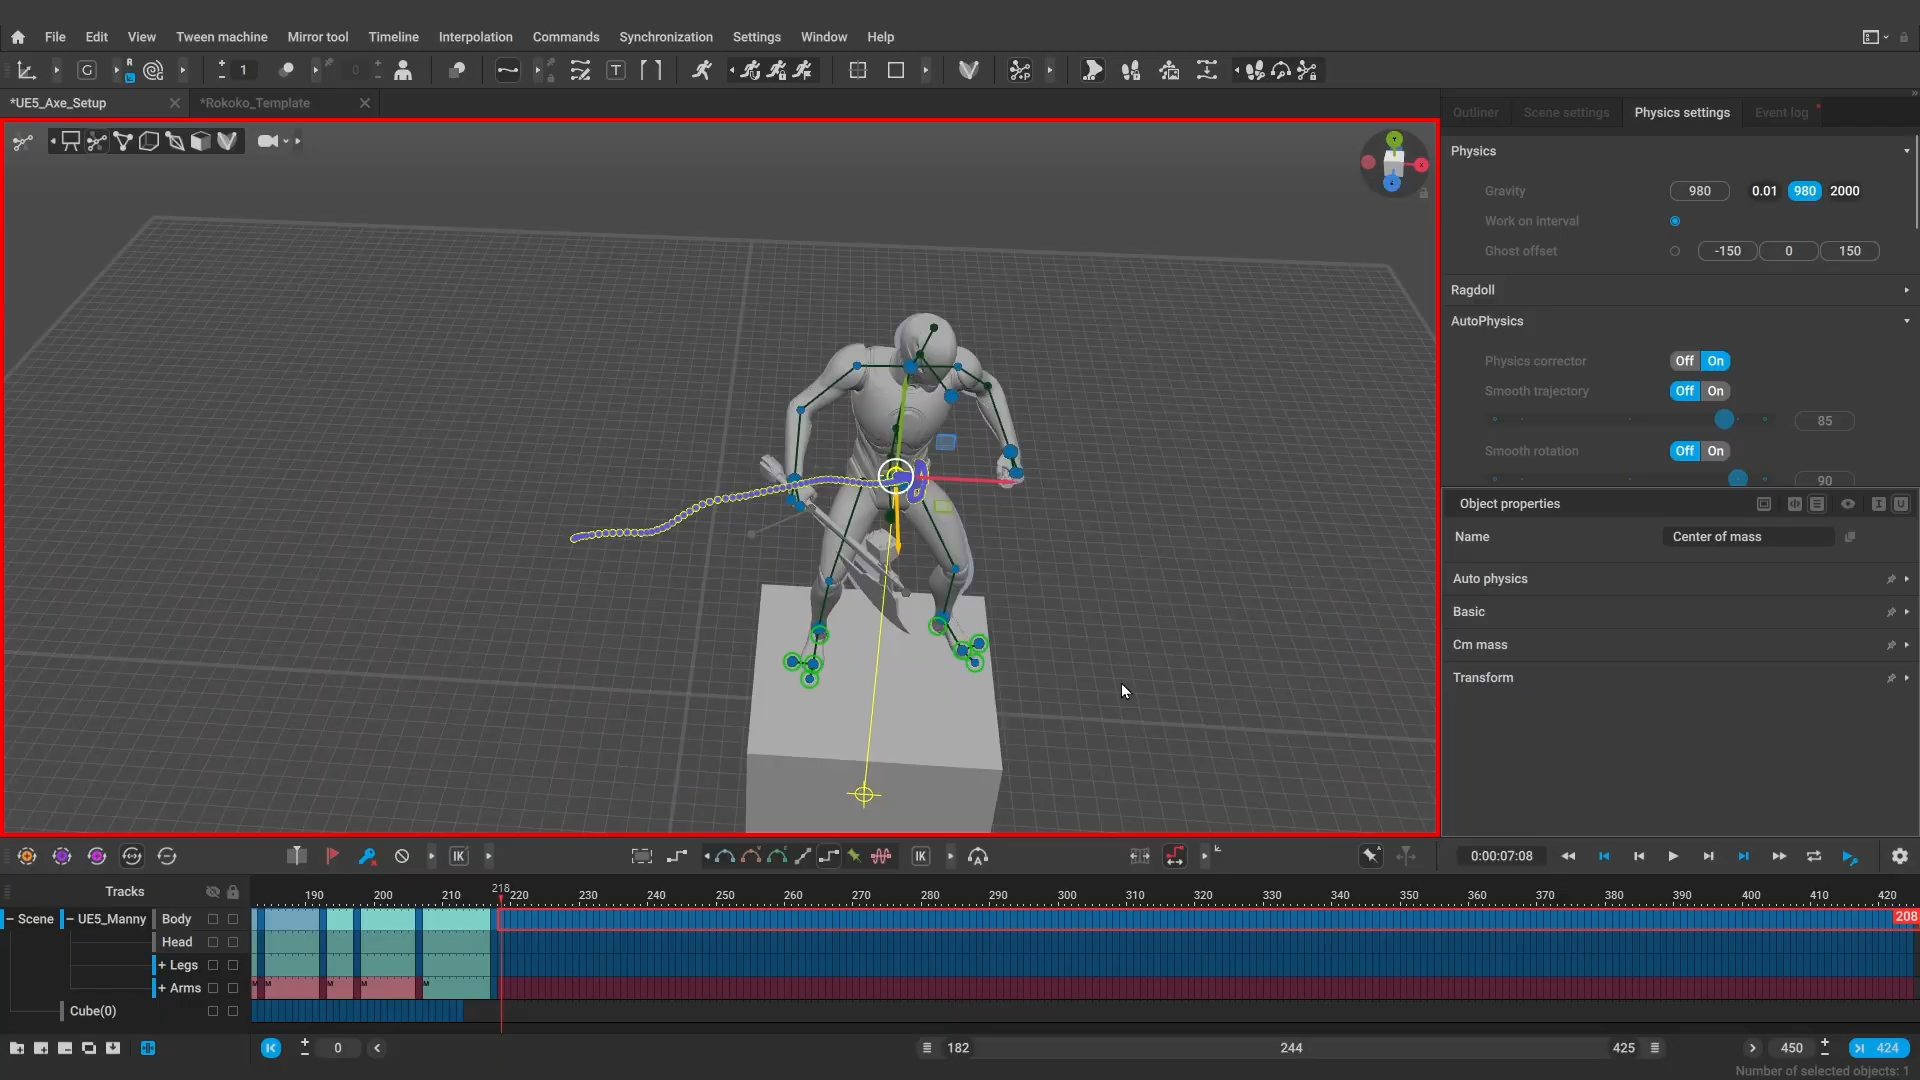 File Edit View Tween machine Mirror tool Timeline Interpolation Commands Synchronization Settings Window Help
1 0
*UE5_Axe_Setup *Rokoko_Template
Outliner Scene settings Physics settings Event log
Physics
Gravity 980 0.01 980 2000
Work on interval
Ghost offset -150 0 150
Ragdoll
AutoPhysics
Physics corrector Off On
Smooth trajectory Off On
85
Smooth rotation Off On
90
Object properties
Name Center of mass
Auto physics
Basic
Cm mass
Transform
IK IK 0:00:07:08
Tracks 190 200 210 218 220 230 240 250 260 270 280 290 300 310 320 330 340 350 360 370 380 390 400 410 420
Scene UE5_Manny Body 208
Head
+ Legs
+ Arms M M M M M
Cube(0)
0 182 244 425 450 424
Number of selected objects: 1